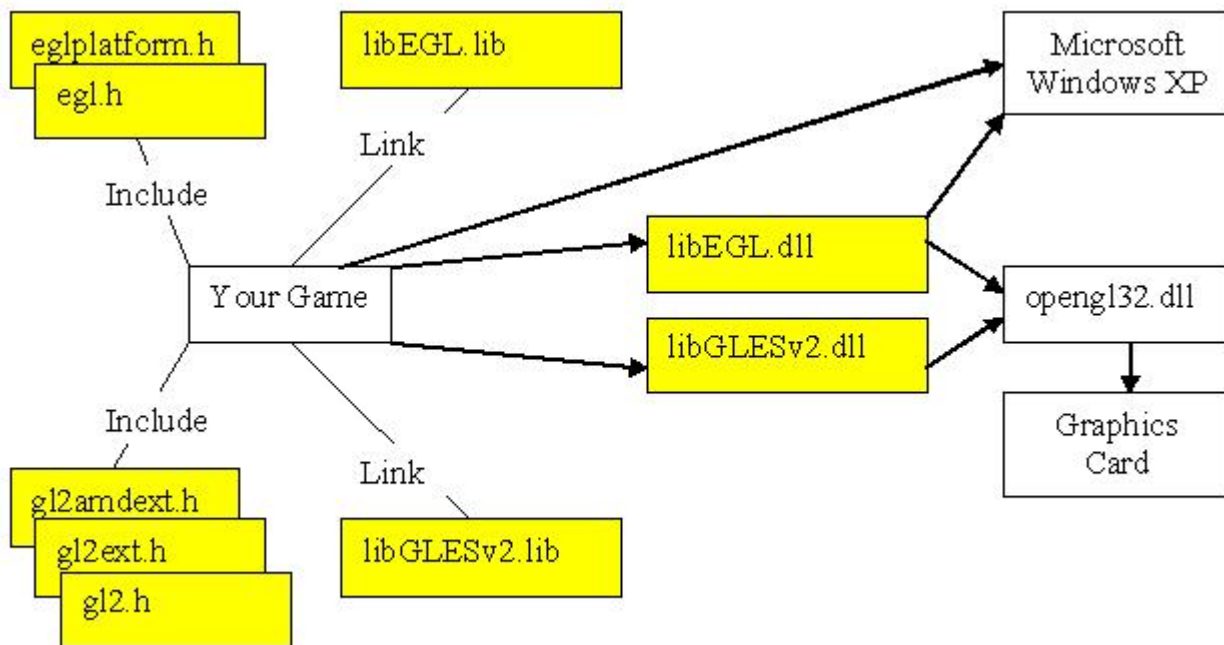 eglplatform.h
egl.h
libEGL.lib
Microsoft
Windows XP
Link
Include
libEGL.dll
Your Game
opengl32.dll
libGLESv2.dll
Include
Graphics
Card
Link
gl2amdext.h
gl2ext.h
gl2.h
libGLESv2.lib